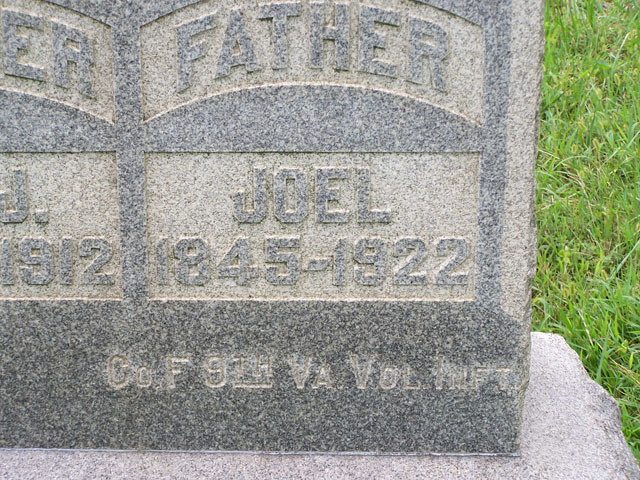 ER FATHER
J. JOEL
1912 1845-1922
Co. F 9TH VA. VOL. INFT.